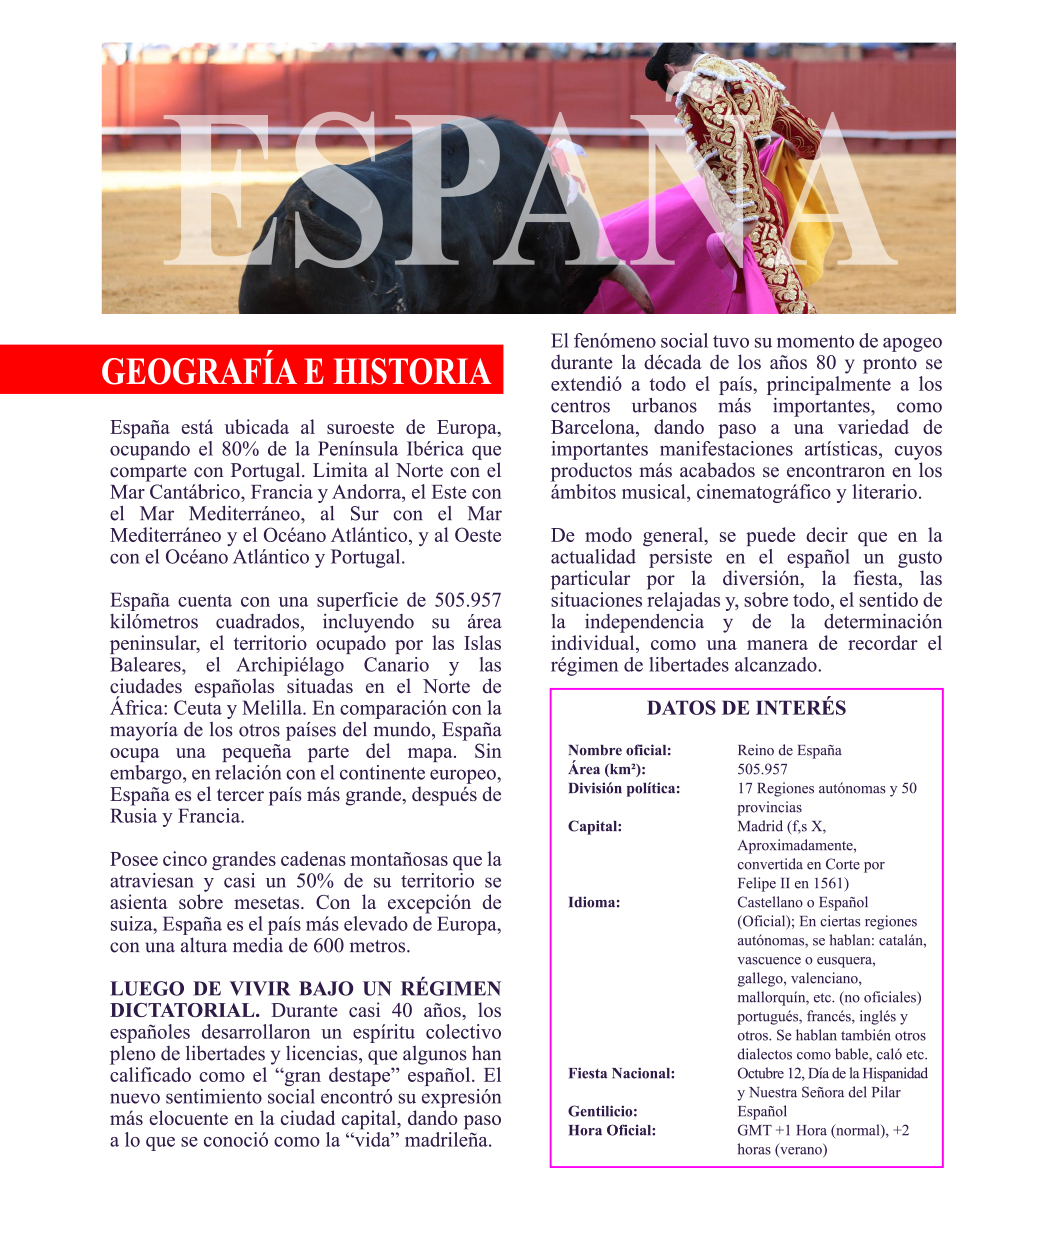 ESPAÑA
GEOGRAFÍA E HISTORIA
España está ubicada al suroeste de Europa,
ocupando el 80% de la Península Ibérica que
comparte con Portugal. Limita al Norte con el
Mar Cantábrico, Francia y Andorra, el Este con
el Mar Mediterráneo, al Sur con el Mar
Mediterráneo y el Océano Atlántico, y al Oeste
con el Océano Atlántico y Portugal.
España cuenta con una superficie de 505.957
kilómetros cuadrados, incluyendo su área
peninsular, el territorio ocupado por las Islas
Baleares, el Archipiélago Canario y las
ciudades españolas situadas en el Norte de
África: Ceuta y Melilla. En comparación con la
mayoría de los otros países del mundo, España
ocupa una pequeña parte del mapa. Sin
embargo, en relación con el continente europeo,
España es el tercer país más grande, después de
Rusia y Francia.
Posee cinco grandes cadenas montañosas que la
atraviesan y casi un 50% de su territorio se
asienta sobre mesetas. Con la excepción de
suiza, España es el país más elevado de Europa,
con una altura media de 600 metros.
LUEGO DE VIVIR BAJO UN RÉGIMEN
DICTATORIAL. Durante casi 40 años, los
españoles desarrollaron un espíritu colectivo
pleno de libertades y licencias, que algunos han
calificado como el “gran destape” español. El
nuevo sentimiento social encontró su expresión
más elocuente en la ciudad capital, dando paso
a lo que se conoció como la “vida” madrileña.
El fenómeno social tuvo su momento de apogeo
durante la década de los años 80 y pronto se
extendió a todo el país, principalmente a los
centros urbanos más importantes, como
Barcelona, dando paso a una variedad de
importantes manifestaciones artísticas, cuyos
productos más acabados se encontraron en los
ámbitos musical, cinematográfico y literario.
De modo general, se puede decir que en la
actualidad persiste en el español un gusto
particular por la diversión, la fiesta, las
situaciones relajadas y, sobre todo, el sentido de
la independencia y de la determinación
individual, como una manera de recordar el
régimen de libertades alcanzado.
DATOS DE INTERÉS
Nombre oficial: Reino de España
Área (km²): 505.957
División política: 17 Regiones autónomas y 50
provincias
Capital: Madrid (f,s X,
Aproximadamente,
convertida en Corte por
Felipe II en 1561)
Idioma: Castellano o Español
(Oficial); En ciertas regiones
autónomas, se hablan: catalán,
vascuence o eusquera,
gallego, valenciano,
mallorquín, etc. (no oficiales)
portugués, francés, inglés y
otros. Se hablan también otros
dialectos como bable, caló etc.
Fiesta Nacional: Octubre 12, Día de la Hispanidad
y Nuestra Señora del Pilar
Gentilicio: Español
Hora Oficial: GMT +1 Hora (normal), +2
horas (verano)